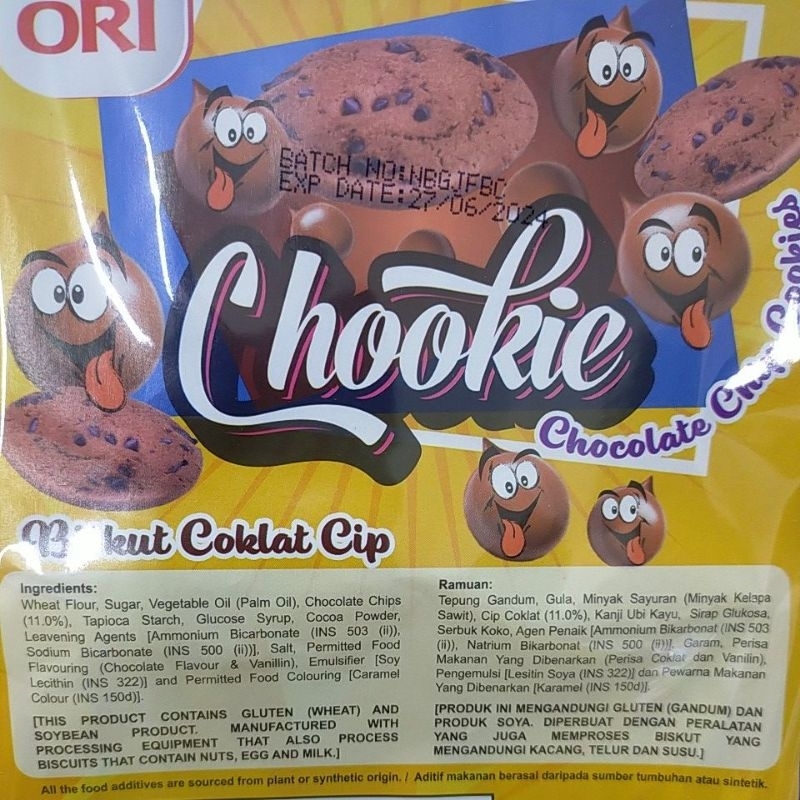 ORI
BATCH NO:NBGJFBC
EXP DATE:27/06/2024
Chookie
Chocolate Chip Cookies
Biskut Coklat Cip
Ingredients:
Wheat Flour, Sugar, Vegetable Oil (Palm Oil), Chocolate Chips
(11.0%), Tapioca Starch, Glucose Syrup, Cocoa Powder,
Leavening Agents [Ammonium Bicarbonate (INS 503 (ii)),
Sodium Bicarbonate (INS 500 (ii))], Salt, Permitted Food
Flavouring (Chocolate Flavour & Vanillin), Emulsifier [Soy
Lecithin (INS 322)] and Permitted Food Colouring [Caramel
Colour (INS 150d)].
[THIS PRODUCT CONTAINS GLUTEN (WHEAT) AND
SOYBEAN PRODUCT. MANUFACTURED WITH
PROCESSING EQUIPMENT THAT ALSO PROCESS
BISCUITS THAT CONTAIN NUTS, EGG AND MILK.]
Ramuan:
Tepung Gandum, Gula, Minyak Sayuran (Minyak Kelapa
Sawit), Cip Coklat (11.0%), Kanji Ubi Kayu, Sirap Glukosa,
Serbuk Koko, Agen Penaik [Ammonium Bikarbonat (INS 503
(ii)), Natrium Bikarbonat (INS 500 (ii))], Garam, Perisa
Makanan Yang Dibenarkan (Perisa Coklat dan Vanilin),
Pengemulsi [Lesitin Soya (INS 322)] dan Pewarna Makanan
Yang Dibenarkan [Karamel (INS 150d)].
[PRODUK INI MENGANDUNGI GLUTEN (GANDUM) DAN
PRODUK SOYA. DIPERBUAT DENGAN PERALATAN
YANG JUGA MEMPROSES BISKUT YANG
MENGANDUNGI KACANG, TELUR DAN SUSU.]
All the food additives are sourced from plant or synthetic origin. / Aditif makanan berasal daripada sumber tumbuhan atau sintetik.